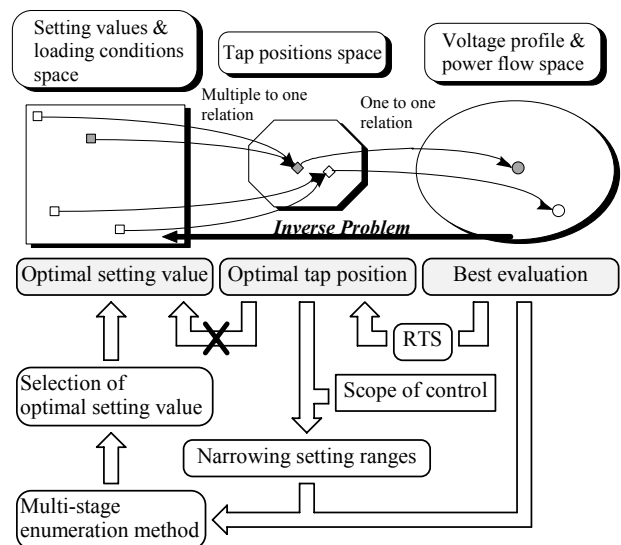 Setting values &
loading conditions
space
Tap positions space
Voltage profile &
power flow space
Multiple to one
relation
One to one
relation
Inverse Problem
Optimal setting value
Optimal tap position
Best evaluation
RTS
Selection of
optimal setting value
Scope of control
Narrowing setting ranges
Multi-stage
enumeration method